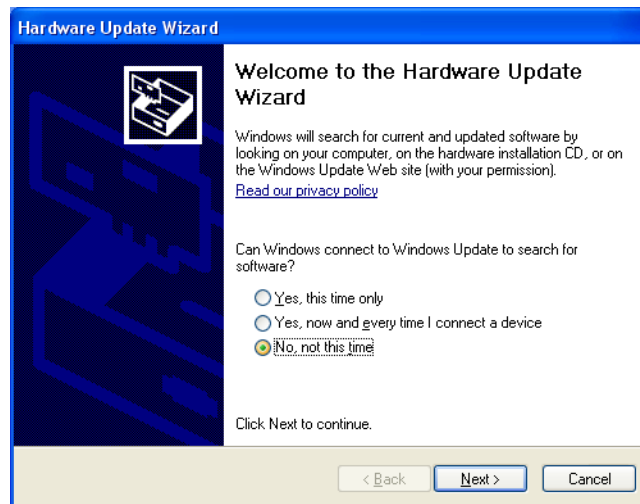 Hardware Update Wizard
Welcome to the Hardware Update
Wizard
Windows will search for current and updated software by
looking on your computer, on the hardware installation CD, or on
the Windows Update Web site (with your permission).
Read our privacy policy
Can Windows connect to Windows Update to search for
software?
Yes, this time only
Yes, now and every time I connect a device
No, not this time
Click Next to continue.
< Back
Next >
Cancel